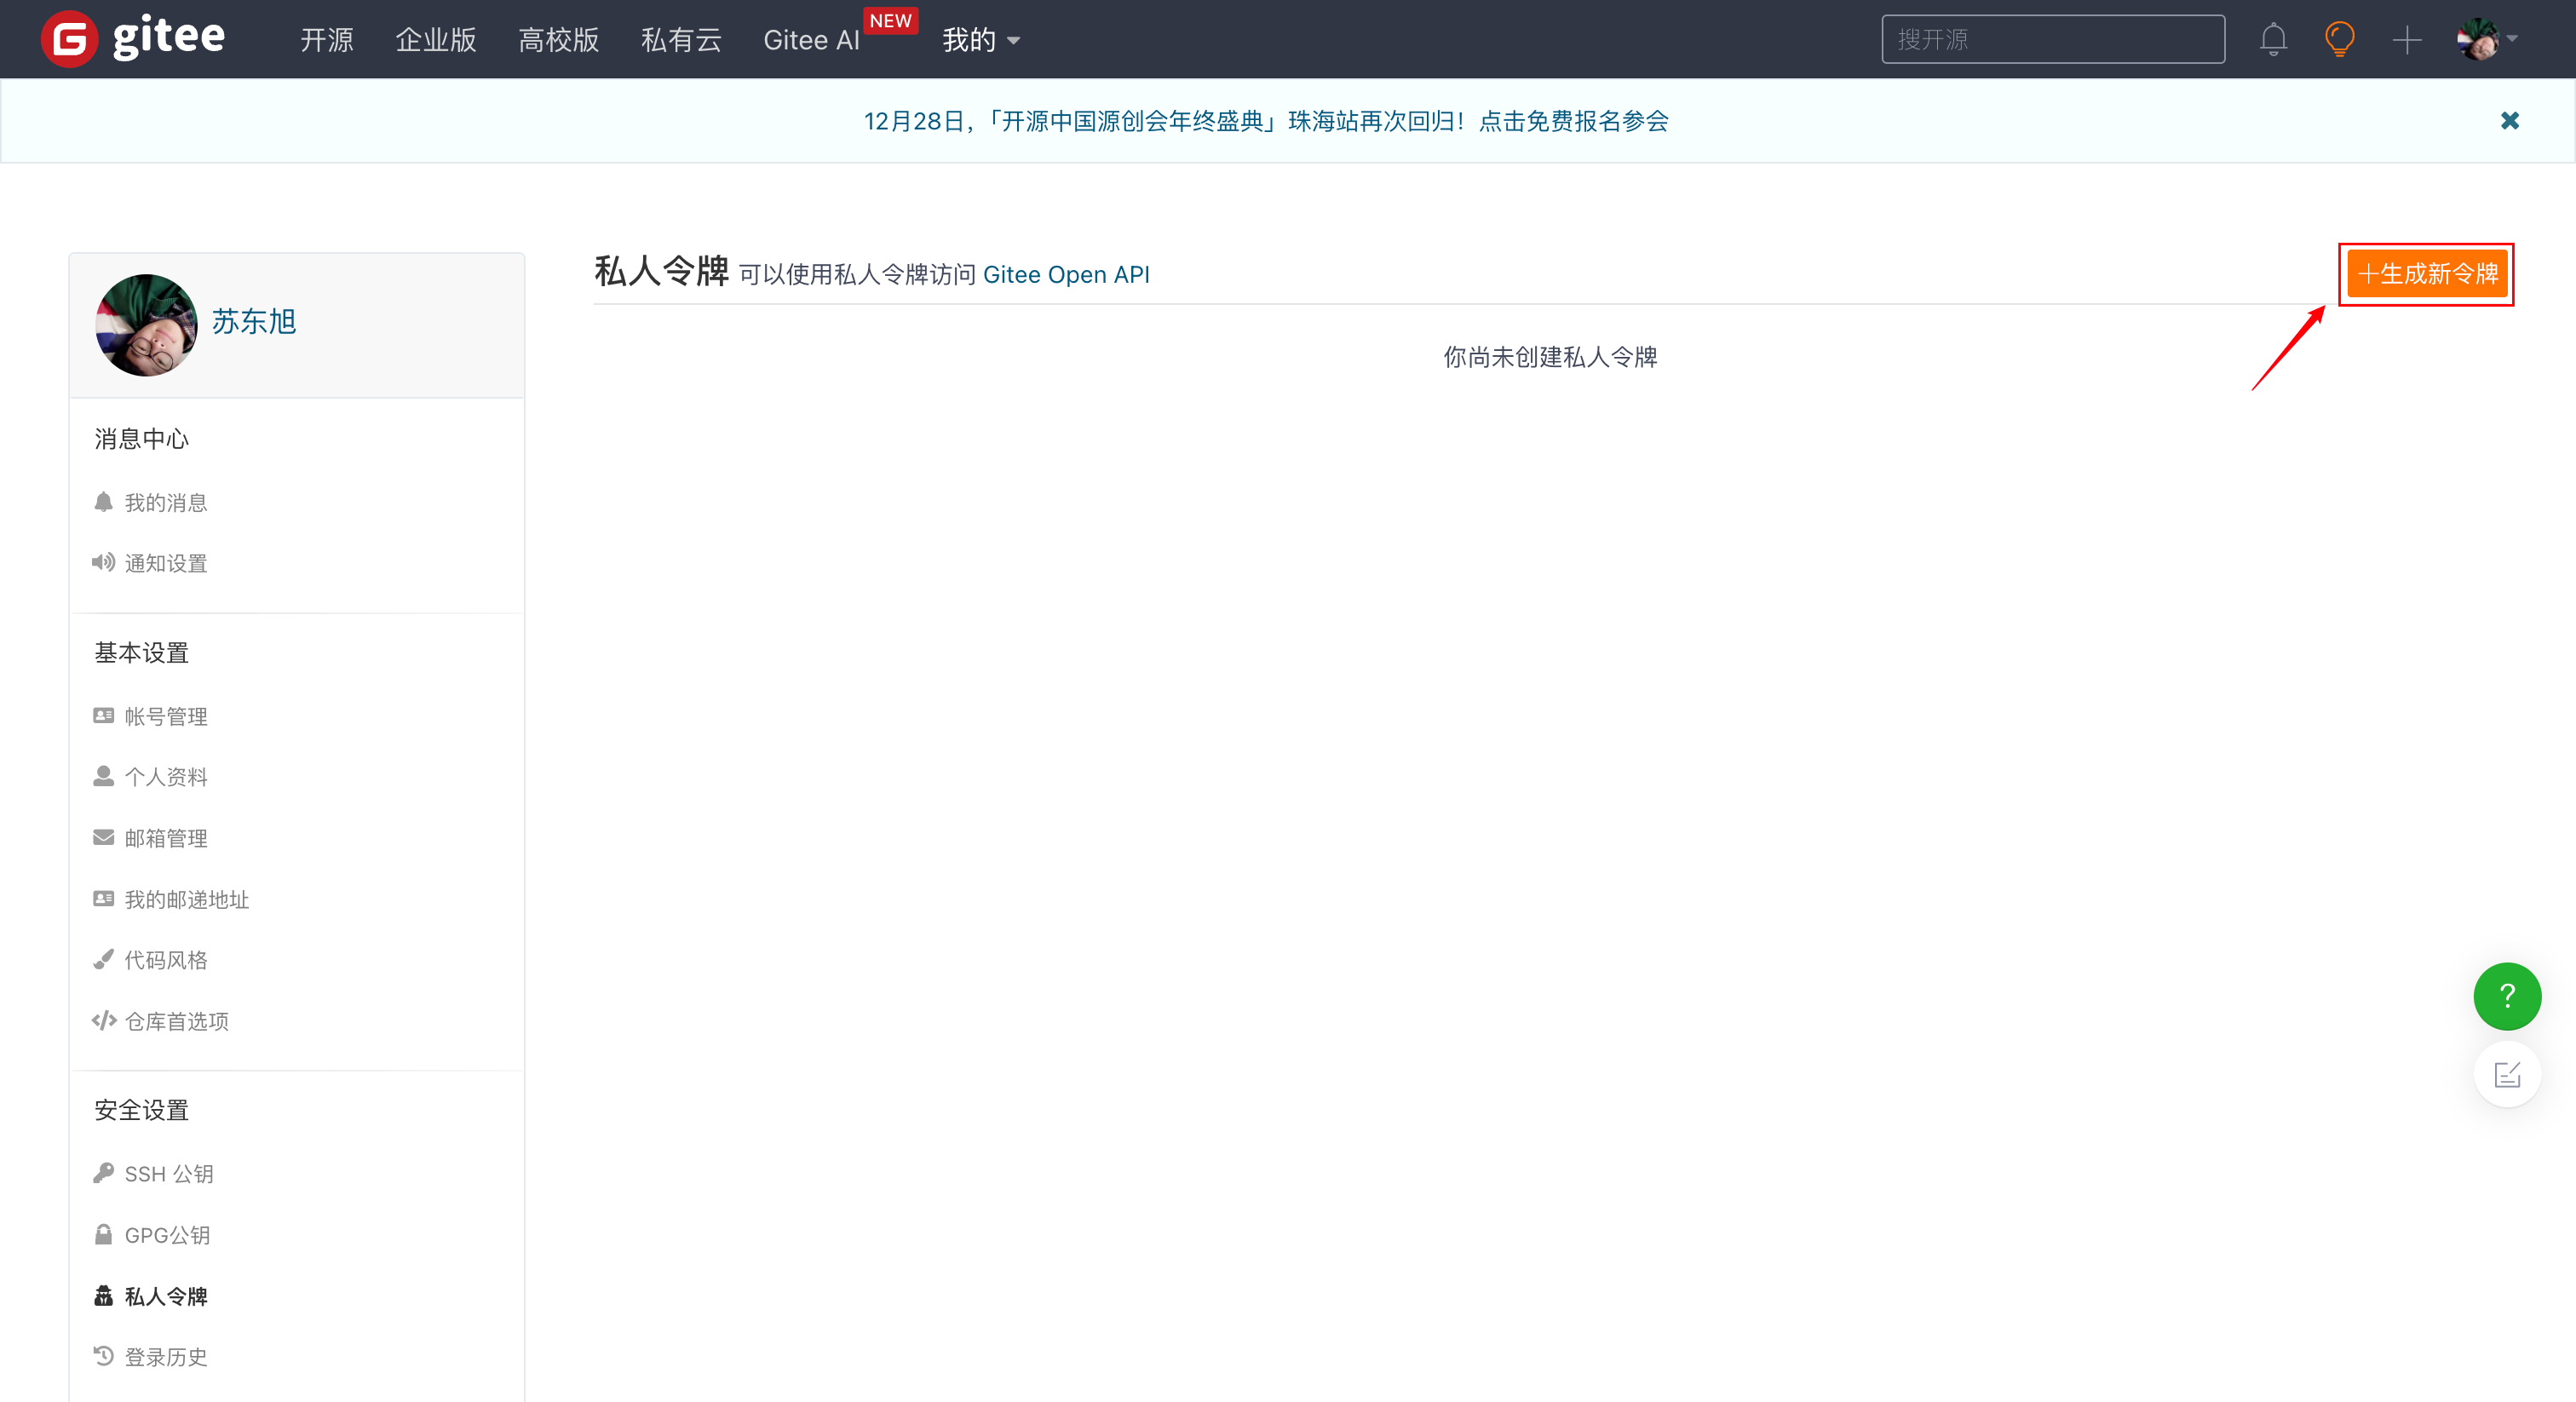 gitee 开源 企业版 高校版 私有云 Gitee AI NEW 我的 搜开源
12月28日，「开源中国源创会年终盛典」珠海站再次回归！点击免费报名参会
苏东旭
消息中心
我的消息
通知设置
基本设置
帐号管理
个人资料
邮箱管理
我的邮递地址
代码风格
仓库首选项
安全设置
SSH 公钥
GPG公钥
私人令牌
登录历史
私人令牌 可以使用私人令牌访问 Gitee Open API
+生成新令牌
你尚未创建私人令牌
?